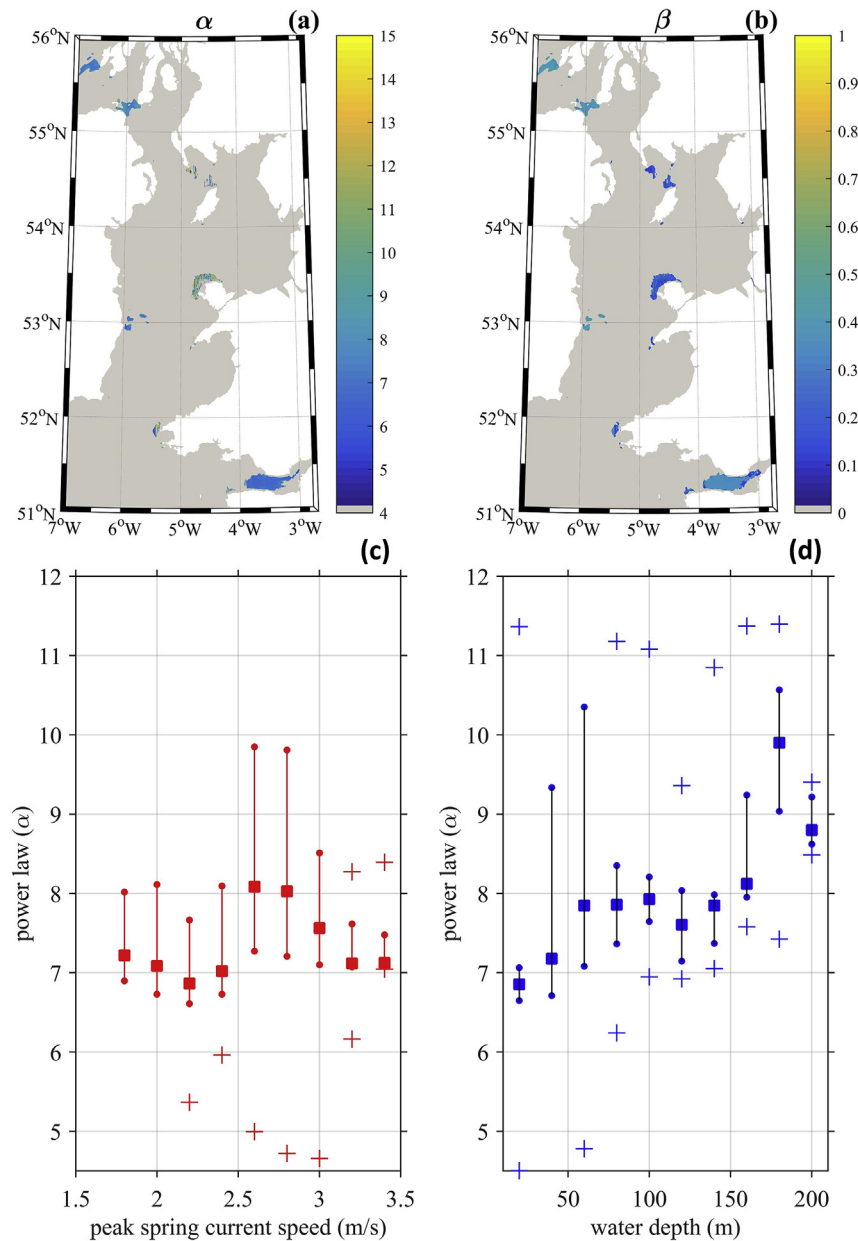 α (a)
β (b)
56°N
55°N
54°N
53°N
52°N
51°N
7°W 6°W 5°W 4°W 3°W
15
14
13
12
11
10
9
8
7
6
5
4
56°N
55°N
54°N
53°N
52°N
51°N
7°W 6°W 5°W 4°W 3°W
1
0.9
0.8
0.7
0.6
0.5
0.4
0.3
0.2
0.1
0
(c)
12
11
10
9
8
7
6
5
power law (α)
1.5 2 2.5 3 3.5
peak spring current speed (m/s)
(d)
12
11
10
9
8
7
6
5
power law (α)
50 100 150 200
water depth (m)